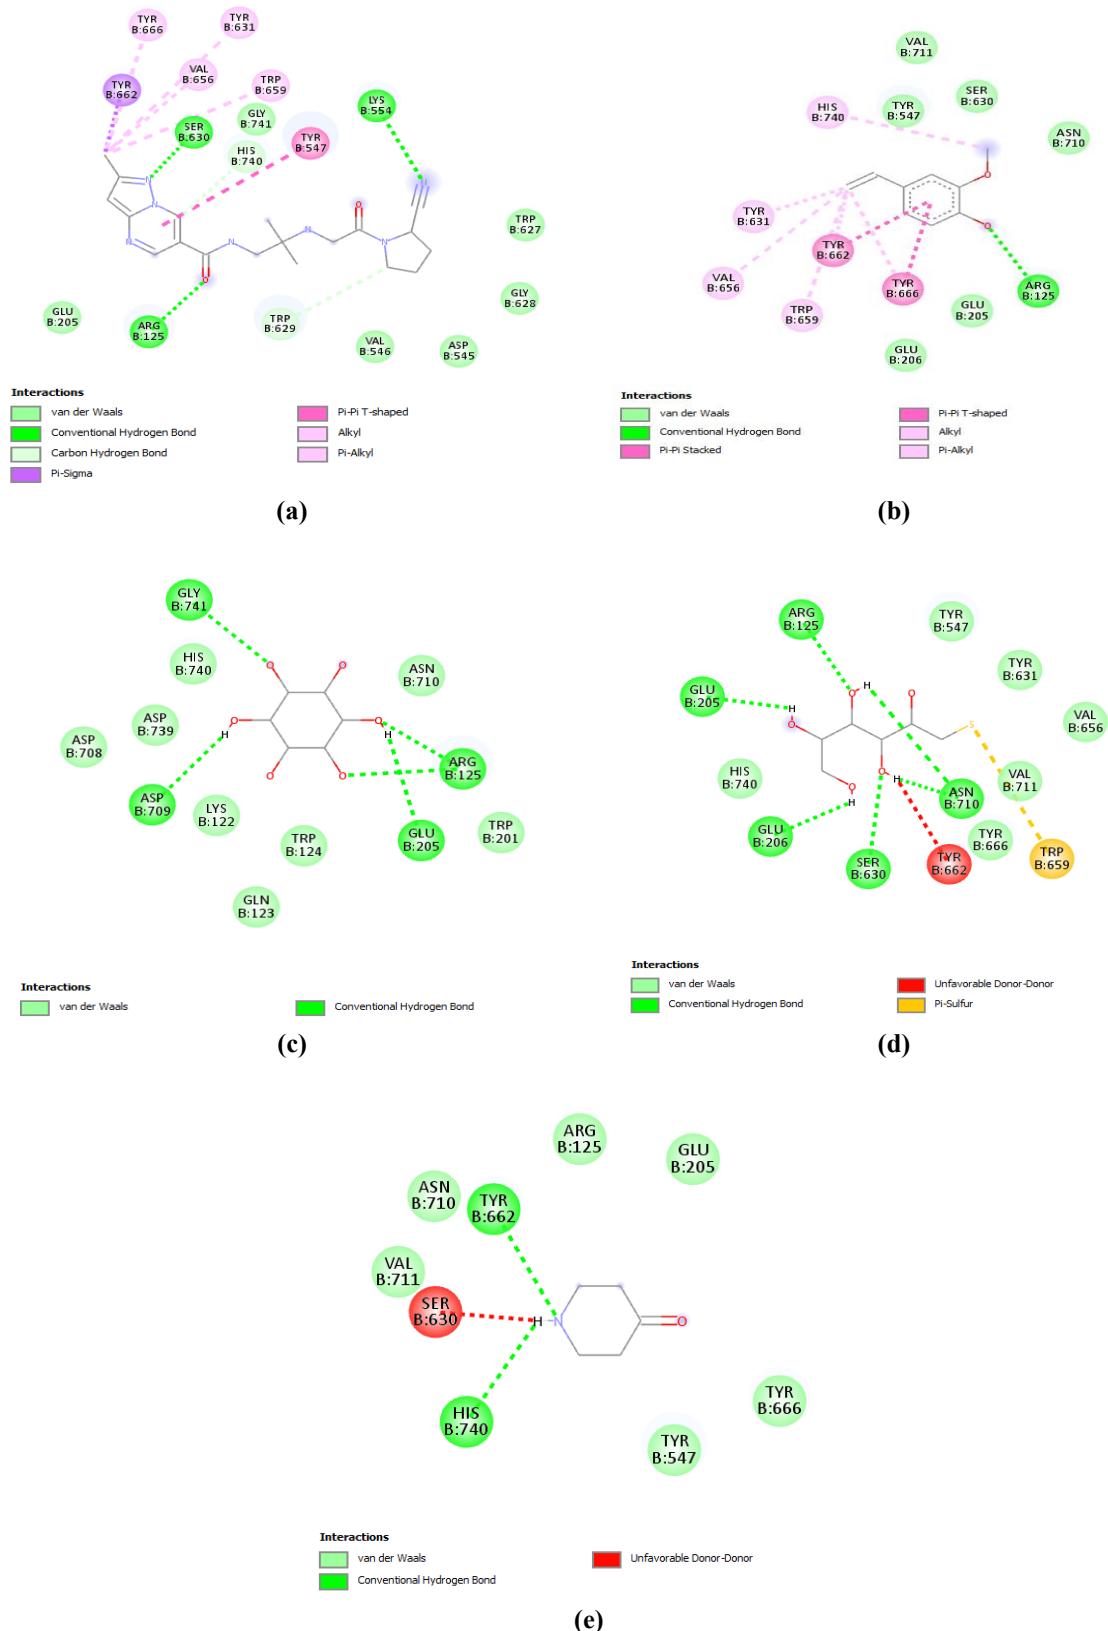 TYR
B:666
TYR
B:631
TYR
B:662
VAL
B:656
TRP
B:659
LYS
B:554
SER
B:630
GLY
B:741
HIS
B:740
TYR
B:547
N
N
N
N
O
N
N
O
N
TRP
B:627
GLY
B:628
GLU
B:205
ARG
B:125
TRP
B:629
VAL
B:546
ASP
B:545
Interactions
van der Waals
Conventional Hydrogen Bond
Carbon Hydrogen Bond
Pi-Sigma
Pi-Pi T-shaped
Alkyl
Pi-Alkyl
(a)
VAL
B:711
SER
B:630
HIS
B:740
TYR
B:547
ASN
B:710
O
O
TYR
B:631
TYR
B:662
VAL
B:656
TYR
B:666
TRP
B:659
GLU
B:205
ARG
B:125
GLU
B:206
Interactions
van der Waals
Conventional Hydrogen Bond
Pi-Pi Stacked
Pi-Pi T-shaped
Alkyl
Pi-Alkyl
(b)
GLY
B:741
HIS
B:740
ASN
B:710
O
O
O
H
O
H
O
O
ASP
B:739
ASP
B:708
ARG
B:125
ASP
B:709
LYS
B:122
TRP
B:124
GLU
B:205
TRP
B:201
GLN
B:123
Interactions
van der Waals
Conventional Hydrogen Bond
(c)
ARG
B:125
TYR
B:547
TYR
B:631
GLU
B:205
VAL
B:656
H
O
O
H
O
S
O
H
O
H
HIS
B:740
VAL
B:711
ASN
B:710
GLU
B:206
SER
B:630
TYR
B:662
TYR
B:666
TRP
B:659
Interactions
van der Waals
Conventional Hydrogen Bond
Unfavorable Donor-Donor
Pi-Sulfur
(d)
ARG
B:125
GLU
B:205
ASN
B:710
TYR
B:662
VAL
B:711
SER
B:630
H
N
O
HIS
B:740
TYR
B:666
TYR
B:547
Interactions
van der Waals
Conventional Hydrogen Bond
Unfavorable Donor-Donor
(e)